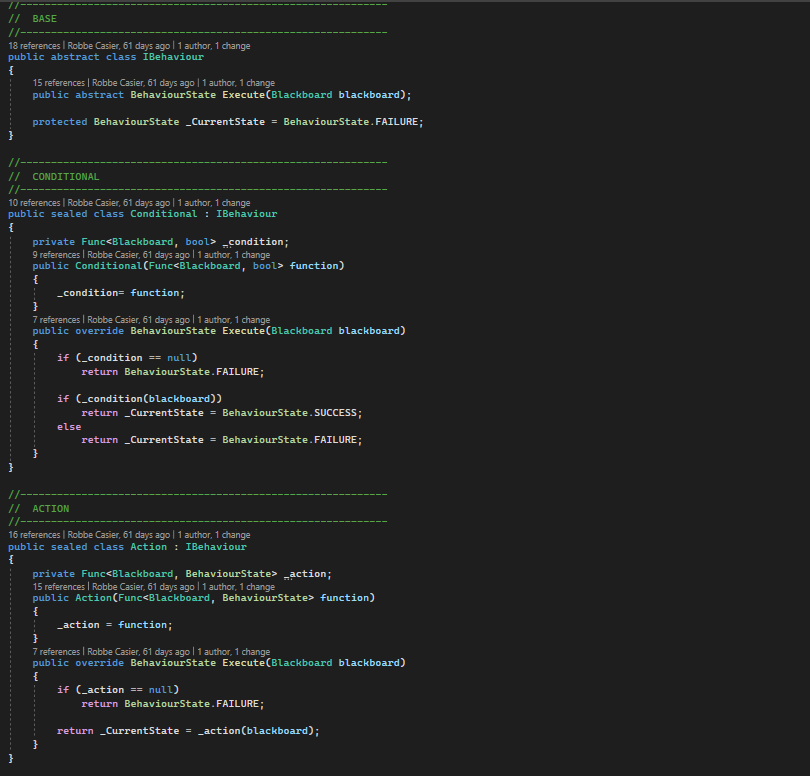 //------------------------------------------------------------
//  BASE
//------------------------------------------------------------
18 references | Robbe Casier, 61 days ago | 1 author, 1 change
public abstract class IBehaviour
{
    15 references | Robbe Casier, 61 days ago | 1 author, 1 change
    public abstract BehaviourState Execute(Blackboard blackboard);

    protected BehaviourState _CurrentState = BehaviourState.FAILURE;
}

//------------------------------------------------------------
//  CONDITIONAL
//------------------------------------------------------------
10 references | Robbe Casier, 61 days ago | 1 author, 1 change
public sealed class Conditional : IBehaviour
{
    private Func<Blackboard, bool> _condition;
    9 references | Robbe Casier, 61 days ago | 1 author, 1 change
    public Conditional(Func<Blackboard, bool> function)
    {
        _condition= function;
    }
    7 references | Robbe Casier, 61 days ago | 1 author, 1 change
    public override BehaviourState Execute(Blackboard blackboard)
    {
        if (_condition == null)
            return BehaviourState.FAILURE;

        if (_condition(blackboard))
            return _CurrentState = BehaviourState.SUCCESS;
        else
            return _CurrentState = BehaviourState.FAILURE;
    }
}

//------------------------------------------------------------
//  ACTION
//------------------------------------------------------------
16 references | Robbe Casier, 61 days ago | 1 author, 1 change
public sealed class Action : IBehaviour
{
    private Func<Blackboard, BehaviourState> _action;
    15 references | Robbe Casier, 61 days ago | 1 author, 1 change
    public Action(Func<Blackboard, BehaviourState> function)
    {
        _action = function;
    }
    7 references | Robbe Casier, 61 days ago | 1 author, 1 change
    public override BehaviourState Execute(Blackboard blackboard)
    {
        if (_action == null)
            return BehaviourState.FAILURE;

        return _CurrentState = _action(blackboard);
    }
}